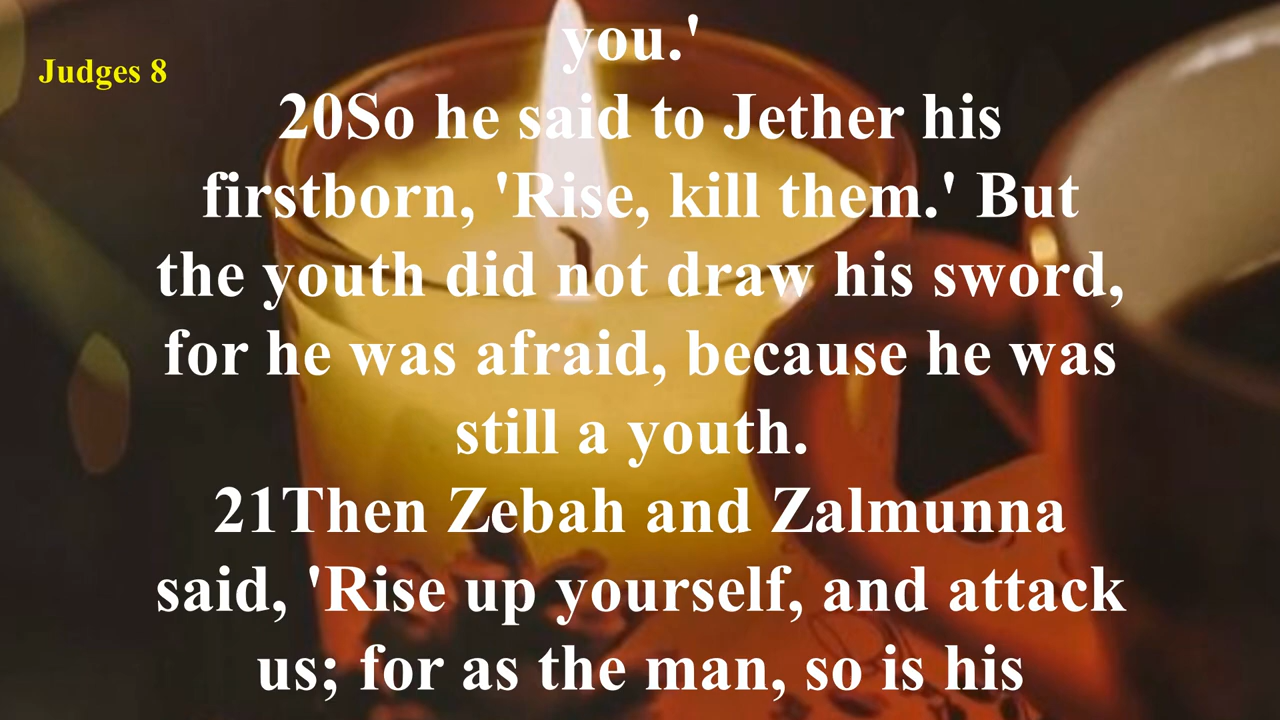 you.'
Judges 8
20So he said to Jether his
firstborn, 'Rise, kill them.' But
the youth did not draw his sword,
for he was afraid, because he was
still a youth.
21Then Zebah and Zalmunna
said, 'Rise up yourself, and attack
us; for as the man, so is his